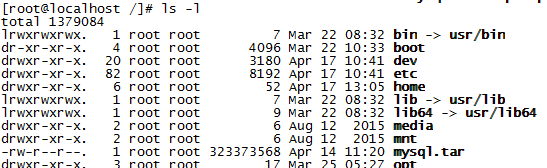 [root@localhost /]# ls -l
total 1379084
lrwxrwxrwx. 1 root root 7 Mar 22 08:32 bin -> usr/bin
dr-xr-xr-x. 4 root root 4096 Mar 22 10:33 boot
drwxr-xr-x. 20 root root 3180 Apr 17 10:41 dev
drwxr-xr-x. 82 root root 8192 Apr 17 10:41 etc
drwxr-xr-x. 6 root root 52 Apr 17 13:05 home
lrwxrwxrwx. 1 root root 7 Mar 22 08:32 lib -> usr/lib
lrwxrwxrwx. 1 root root 9 Mar 22 08:32 lib64 -> usr/lib64
drwxr-xr-x. 2 root root 6 Aug 12 2015 media
drwxr-xr-x. 2 root root 6 Aug 12 2015 mnt
-rw-r--r--. 1 root root 323373568 Apr 14 11:20 mysql.tar
drwxr-xr-x. 3 root root 17 Mar 25 05:27 opt